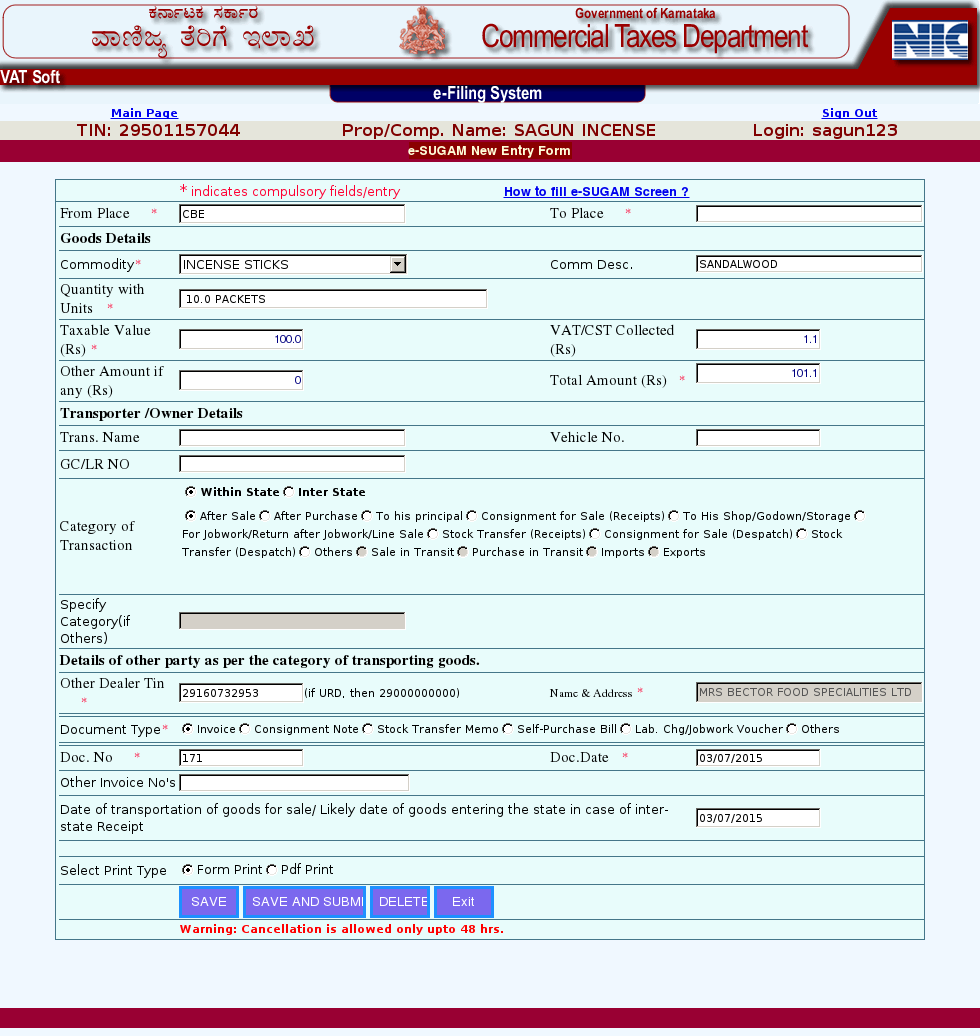 ಕರ್ನಾಟಕ ಸರ್ಕಾರ
ವಾಣಿಜ್ಯ ತೆರಿಗೆ ಇಲಾಖೆ
Government of Karnataka
Commercial Taxes Department
NIC
VAT Soft
e-Filing System
Main Page Sign Out
TIN: 29501157044 Prop/Comp. Name: SAGUN INCENSE Login: sagun123
e-SUGAM New Entry Form
* indicates compulsory fields/entry How to fill e-SUGAM Screen ?
From Place * CBE To Place *
Goods Details
Commodity* INCENSE STICKS Comm Desc. SANDALWOOD
Quantity with
Units * 10.0 PACKETS
Taxable Value
(Rs) * 100.0 VAT/CST Collected
(Rs) 1.1
Other Amount if
any (Rs) 0 Total Amount (Rs) * 101.1
Transporter /Owner Details
Trans. Name Vehicle No.
GC/LR NO
Category of
Transaction
Within State Inter State
After Sale After Purchase To his principal Consignment for Sale (Receipts) To His Shop/Godown/Storage
For Jobwork/Return after Jobwork/Line Sale Stock Transfer (Receipts) Consignment for Sale (Despatch) Stock
Transfer (Despatch) Others Sale in Transit Purchase in Transit Imports Exports
Specify
Category(if
Others)
Details of other party as per the category of transporting goods.
Other Dealer Tin
* 29160732953 (if URD, then 29000000000) Name & Address * MRS BECTOR FOOD SPECIALITIES LTD
Document Type* Invoice Consignment Note Stock Transfer Memo Self-Purchase Bill Lab. Chg/Jobwork Voucher Others
Doc. No * 171 Doc.Date * 03/07/2015
Other Invoice No's
Date of transportation of goods for sale/ Likely date of goods entering the state in case of inter-
state Receipt 03/07/2015
Select Print Type Form Print Pdf Print
SAVE SAVE AND SUBMI DELETE Exit
Warning: Cancellation is allowed only upto 48 hrs.